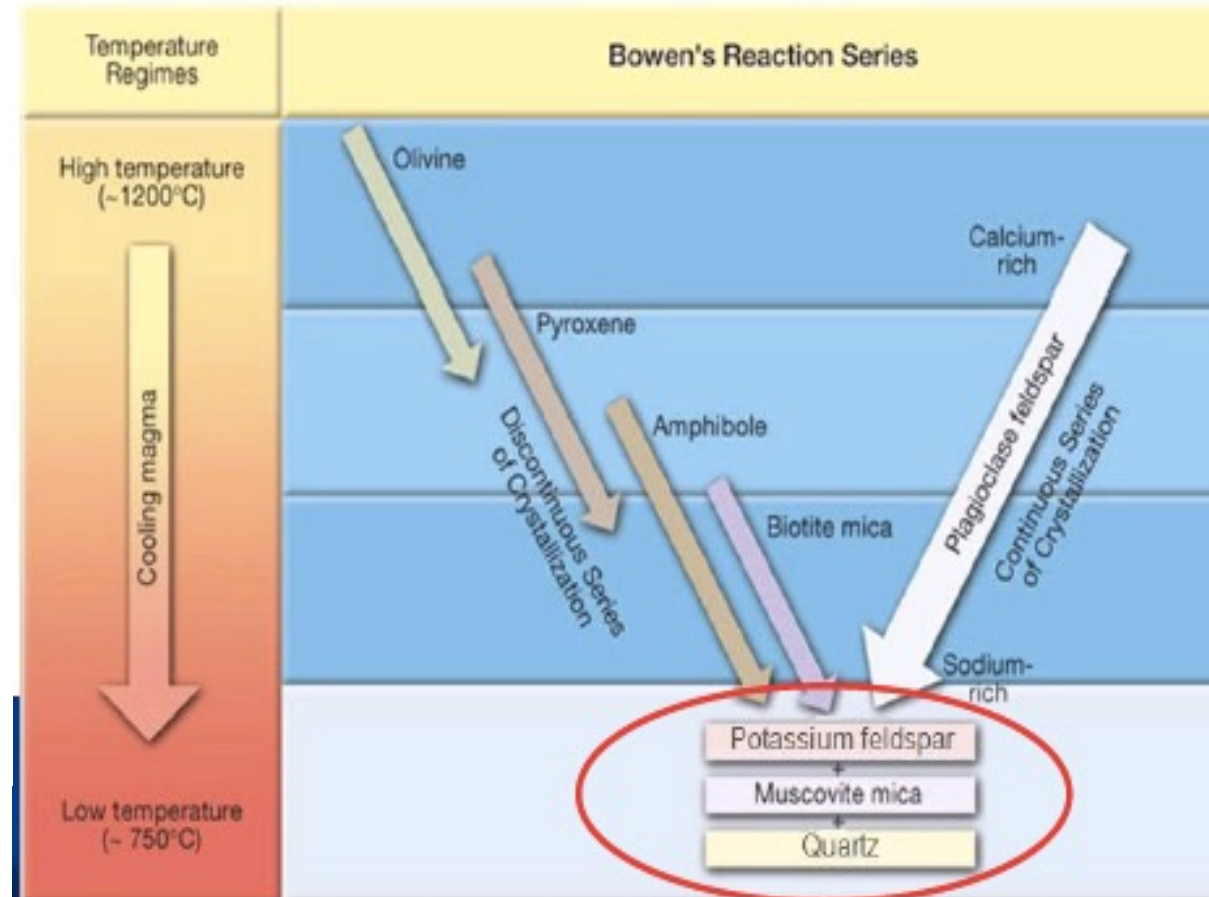 Temperature
Regimes
Bowen's Reaction Series
High temperature
(~1200°C)
Cooling magma
Low temperature
(~ 750°C)
Olivine
Pyroxene
Discontinuous Series
of Crystallization
Amphibole
Biotite mica
Calcium-
rich
Plagioclase feldspar
Continuous Series
of Crystallization
Sodium-
rich
Potassium feldspar
+
Muscovite mica
+
Quartz